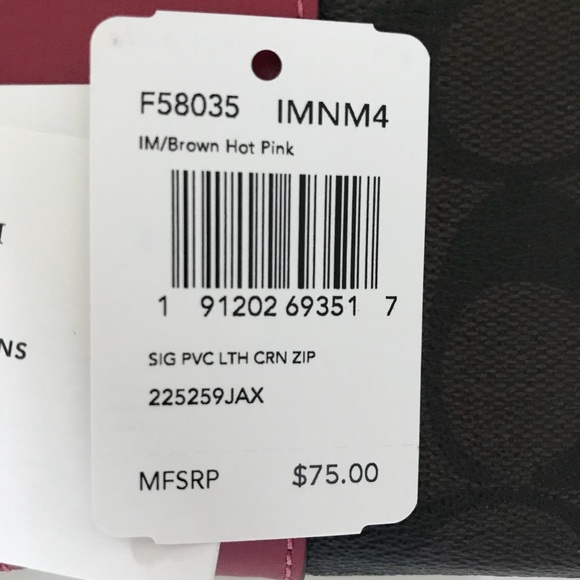 F58035 IMNM4
IM/Brown Hot Pink
1 91202 69351 7
SIG PVC LTH CRN ZIP
225259JAX
MFSRP $75.00
NS